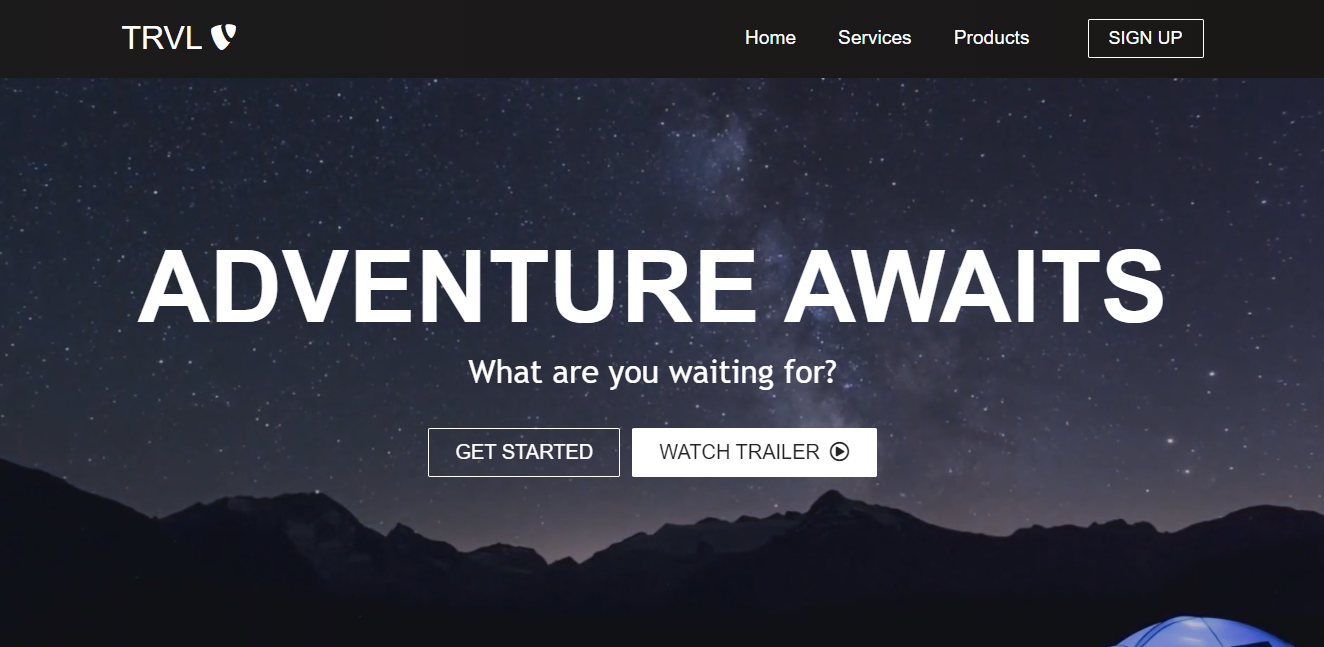 TRVL
Home Services Products SIGN UP
ADVENTURE AWAITS
What are you waiting for?
GET STARTED WATCH TRAILER